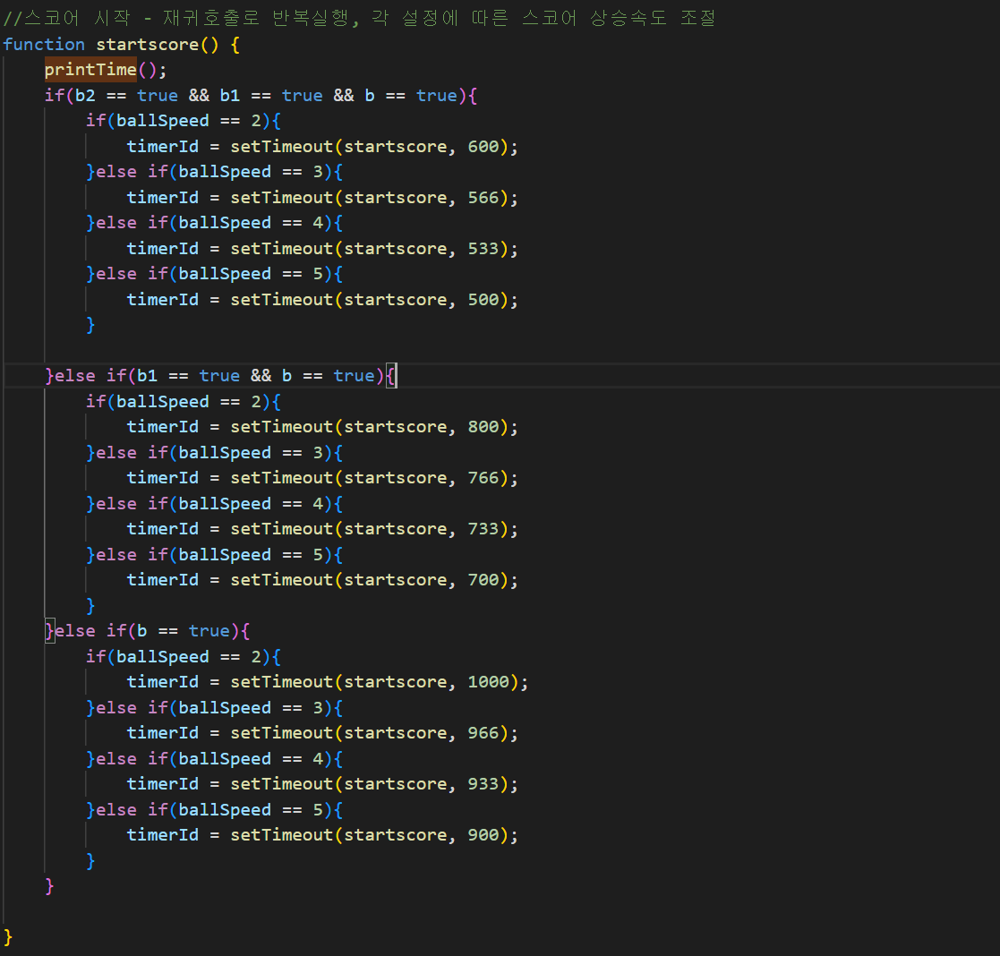 //스코어 시작 - 재귀호출로 반복실행, 각 설정에 따른 스코어 상승속도 조절
function startscore() {
    printTime();
    if(b2 == true && b1 == true && b == true){
        if(ballSpeed == 2){
            timerId = setTimeout(startscore, 600);
        }else if(ballSpeed == 3){
            timerId = setTimeout(startscore, 566);
        }else if(ballSpeed == 4){
            timerId = setTimeout(startscore, 533);
        }else if(ballSpeed == 5){
            timerId = setTimeout(startscore, 500);
        }
    }else if(b1 == true && b == true){
        if(ballSpeed == 2){
            timerId = setTimeout(startscore, 800);
        }else if(ballSpeed == 3){
            timerId = setTimeout(startscore, 766);
        }else if(ballSpeed == 4){
            timerId = setTimeout(startscore, 733);
        }else if(ballSpeed == 5){
            timerId = setTimeout(startscore, 700);
        }
    }else if(b == true){
        if(ballSpeed == 2){
            timerId = setTimeout(startscore, 1000);
        }else if(ballSpeed == 3){
            timerId = setTimeout(startscore, 966);
        }else if(ballSpeed == 4){
            timerId = setTimeout(startscore, 933);
        }else if(ballSpeed == 5){
            timerId = setTimeout(startscore, 900);
        }
    }
}